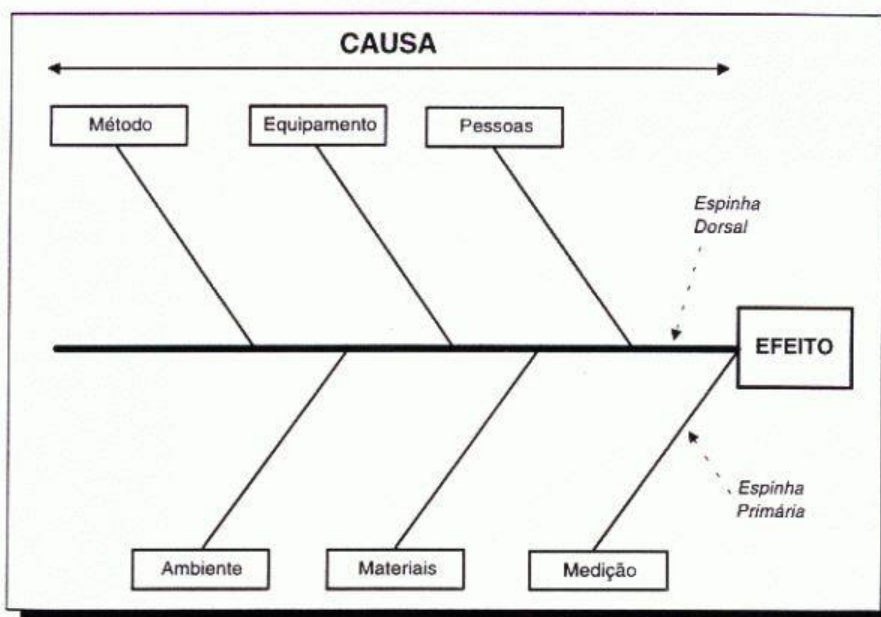 CAUSA
Método
Equipamento
Pessoas
Espinha
Dorsal
EFEITO
Espinha
Primária
Ambiente
Materiais
Medição